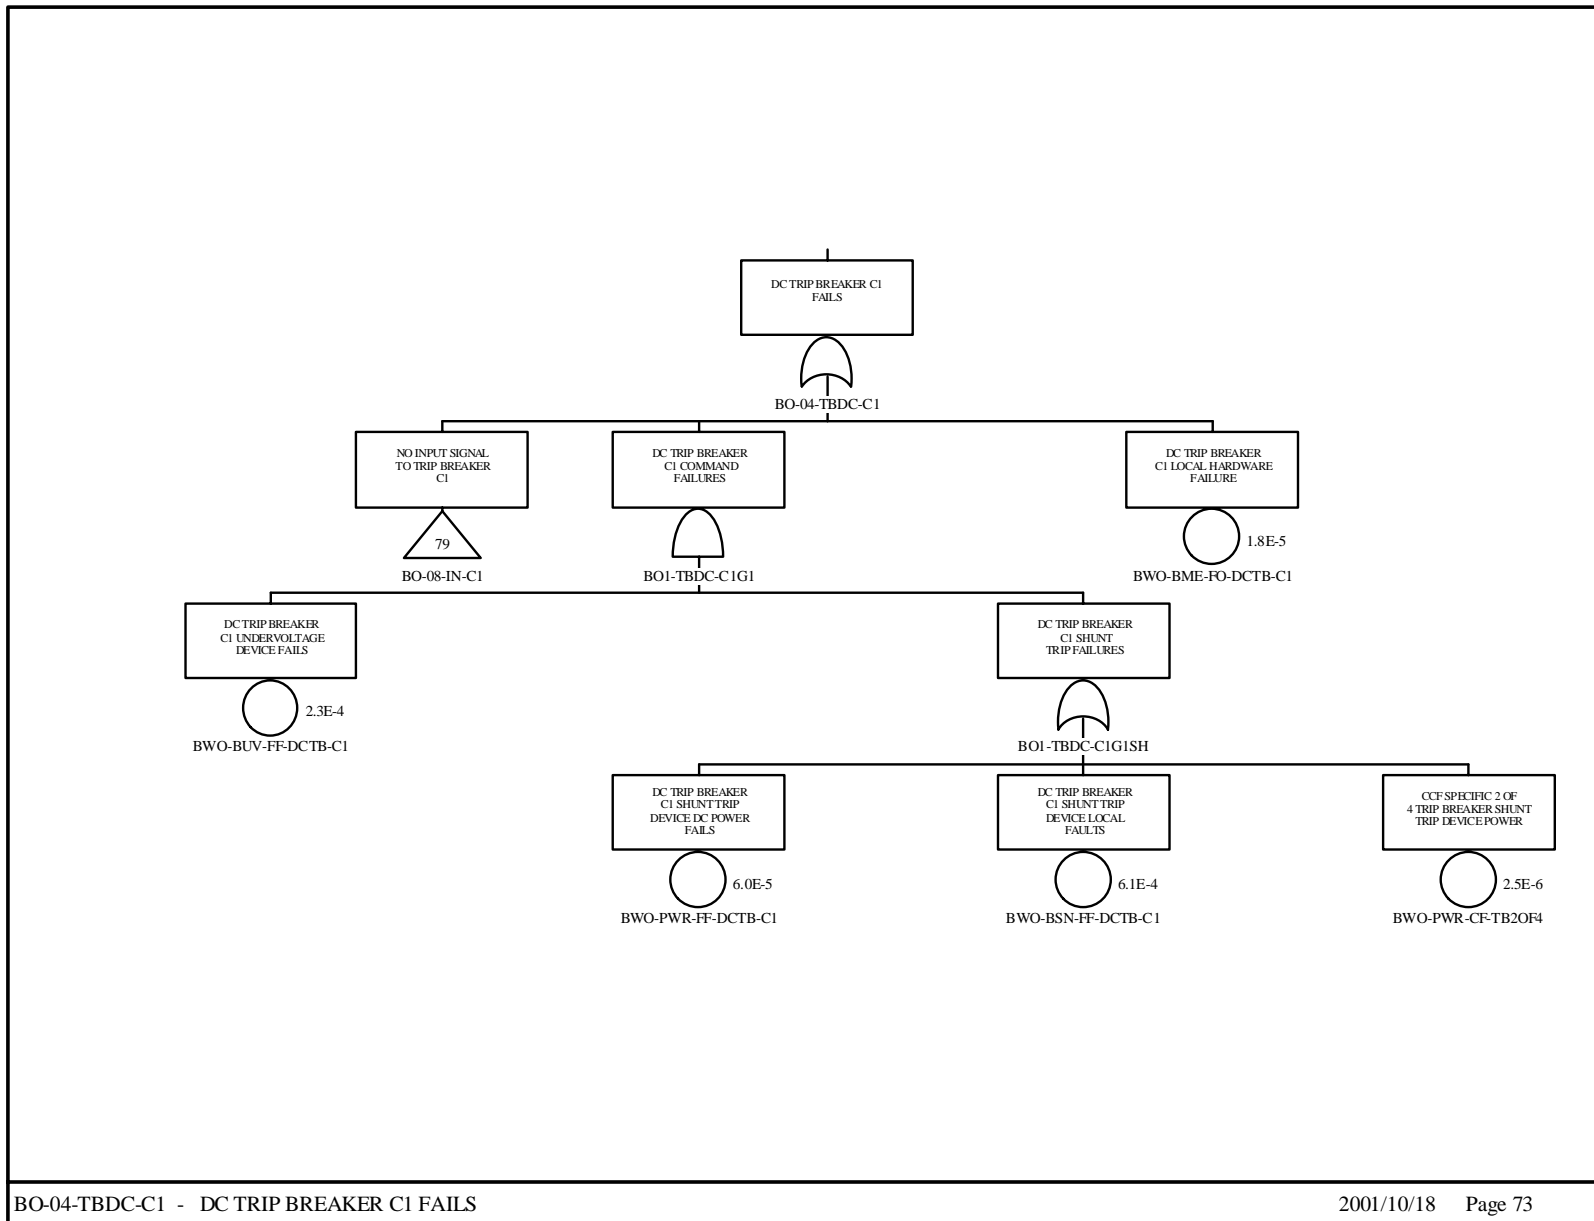 DC TRIP BREAKER C1
FAILS
BO-04-TBDC-C1
NO INPUT SIGNAL
TO TRIP BREAKER
C1
79
BO-08-IN-C1
DC TRIP BREAKER
C1 COMMAND
FAILURES
BO1-TBDC-C1G1
DC TRIP BREAKER
C1 LOCAL HARDWARE
FAILURE
1.8E-5
BWO-BME-FO-DCTB-C1
DC TRIP BREAKER
C1 UNDERVOLTAGE
DEVICE FAILS
2.3E-4
BWO-BUV-FF-DCTB-C1
DC TRIP BREAKER
C1 SHUNT
TRIP FAILURES
BO1-TBDC-C1G1SH
DC TRIP BREAKER
C1 SHUNT TRIP
DEVICE DC POWER
FAILS
6.0E-5
BWO-PWR-FF-DCTB-C1
DC TRIP BREAKER
C1 SHUNT TRIP
DEVICE LOCAL
FAULTS
6.1E-4
BWO-BSN-FF-DCTB-C1
CCF SPECIFIC 2 OF
4 TRIP BREAKER SHUNT
TRIP DEVICE POWER
2.5E-6
BWO-PWR-CF-TB2OF4
BO-04-TBDC-C1 - DC TRIP BREAKER C1 FAILS
2001/10/18 Page 73